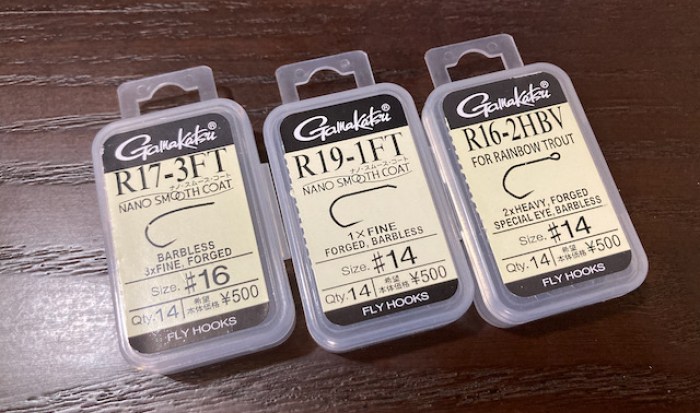 Gamakatsu®
R17-3FT
ナノ・スムース・コート
NANO SMOOTH COAT
BARBLESS
3×FINE, FORGED
Size. #16
Qty. 14 希望本体価格 ¥500
FLY HOOKS
Gamakatsu®
R19-1FT
ナノ・スムース・コート
NANO SMOOTH COAT
1×FINE
FORGED, BARBLESS
Size. #14
Qty. 14 希望本体価格 ¥500
FLY HOOKS
Gamakatsu®
R16-2HBV
FOR RAINBOW TROUT
2×HEAVY, FORGED
SPECIAL EYE, BARBLESS
Size. #14
Qty. 14 希望本体価格 ¥500
FLY HOOKS